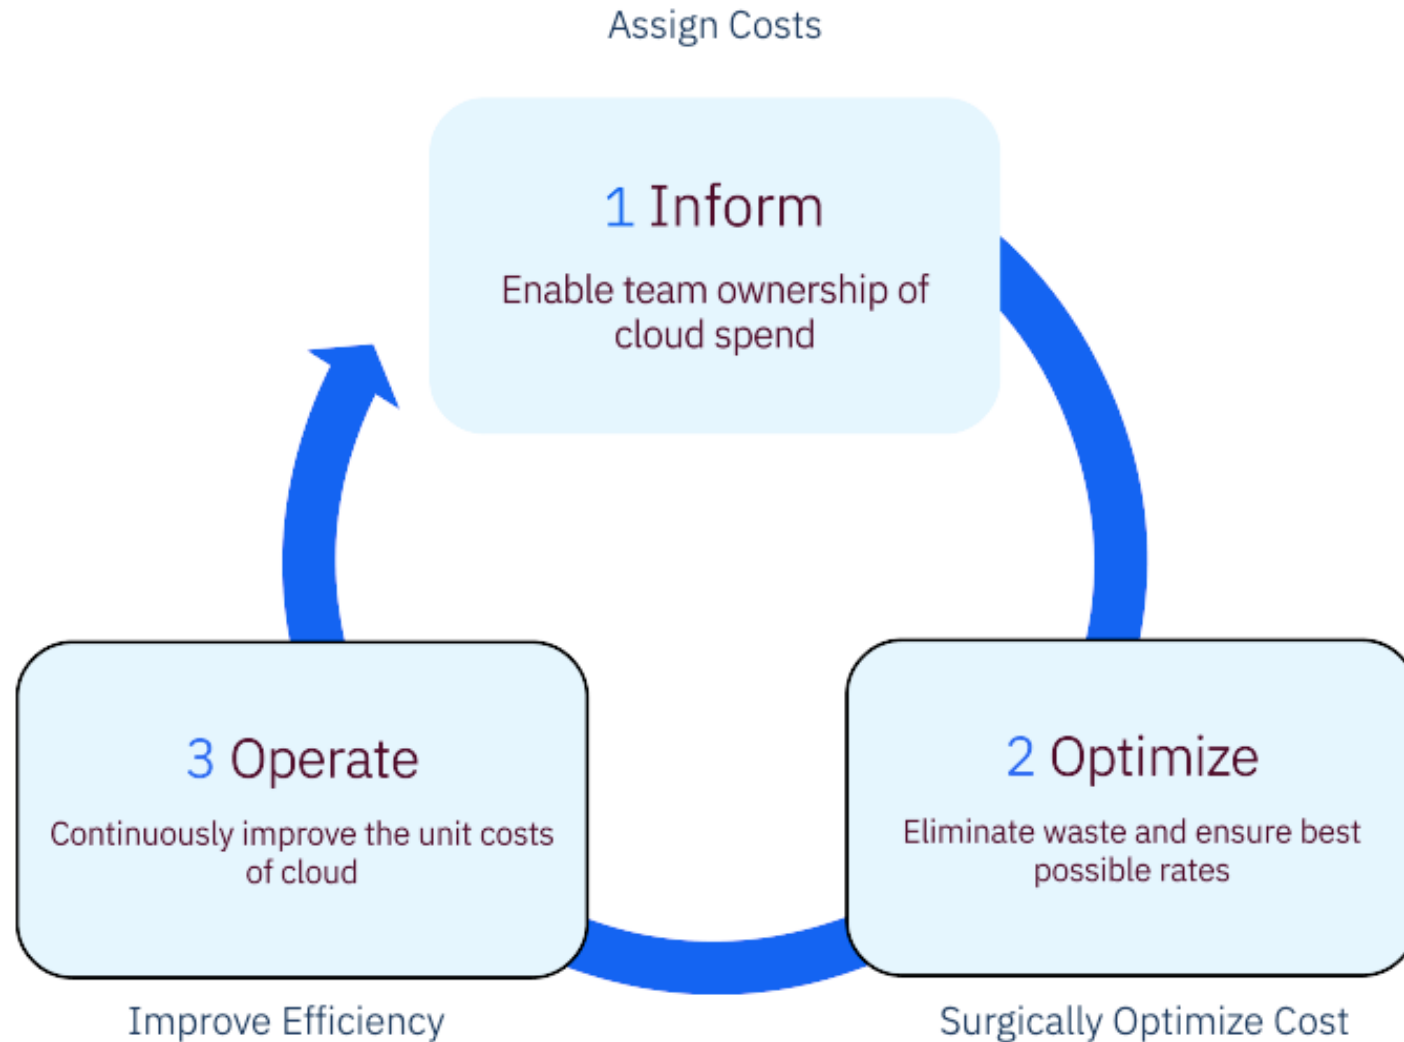 Assign Costs
1 Inform
Enable team ownership of
cloud spend
3 Operate
Continuously improve the unit costs
of cloud
Improve Efficiency
2 Optimize
Eliminate waste and ensure best
possible rates
Surgically Optimize Cost